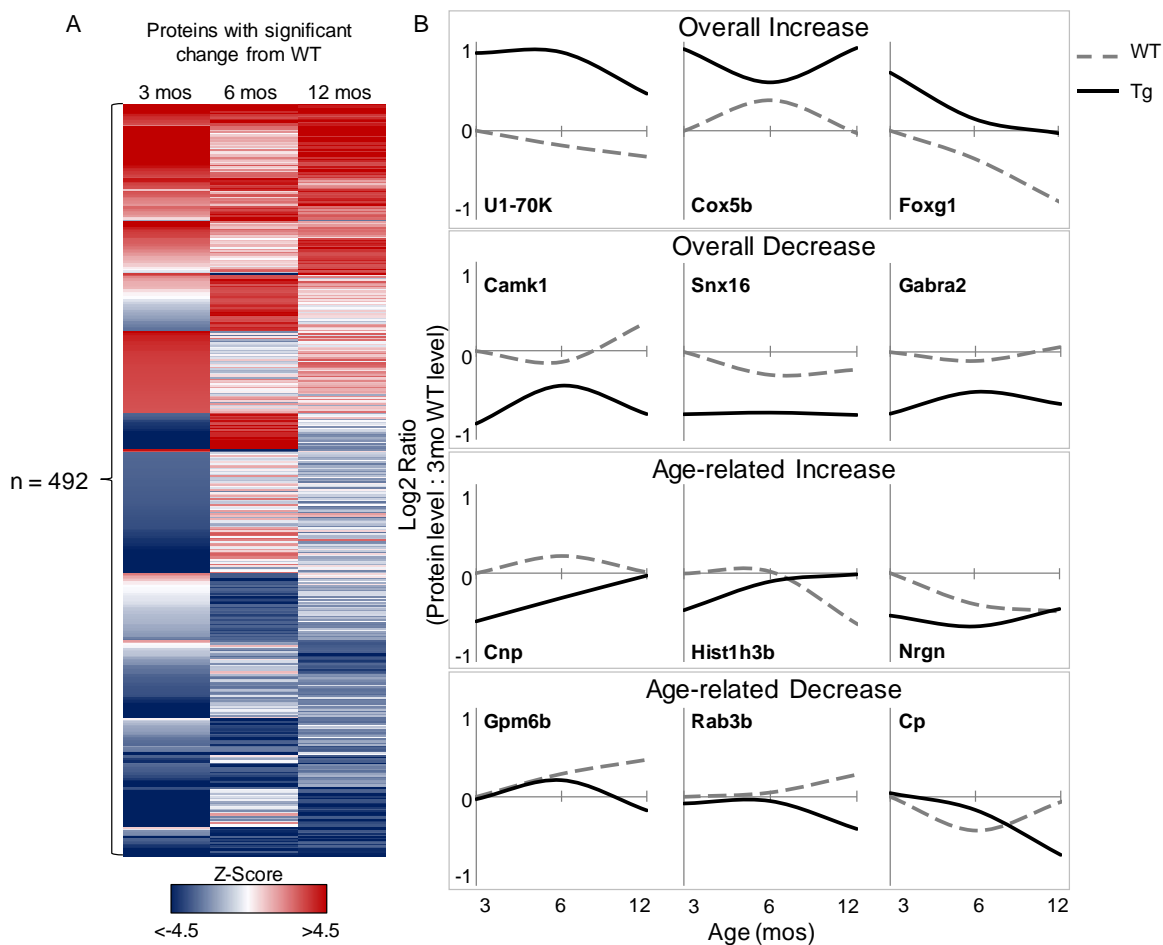 A
Proteins with significant
change from WT
3 mos 6 mos 12 mos
n = 492
Z-Score
<-4.5 >4.5
B
Overall Increase
WT
Tg
1
0
-1
U1-70K Cox5b Foxg1
Overall Decrease
1
Camk1 Snx16 Gabra2
0
-1
Log2 Ratio
(Protein level : 3mo WT level)
Age-related Increase
1
0
-1
Cnp Hist1h3b Nrgn
Age-related Decrease
1
Gpm6b Rab3b Cp
0
-1
3 6 12 3 6 12 3 6 12
Age (mos)